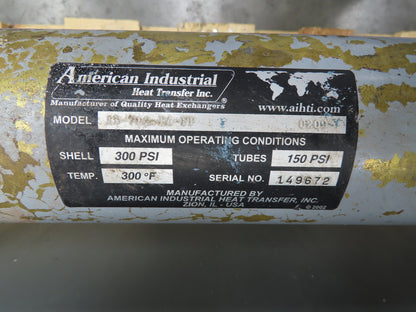 American Industrial
Heat Transfer Inc.
Manufacturer of Quality Heat Exchangers ®
www.aihti.com
MODEL
MAXIMUM OPERATING CONDITIONS
SHELL 300 PSI TUBES 150 PSI
TEMP. 300 °F SERIAL NO. 149672
MANUFACTURED BY
AMERICAN INDUSTRIAL HEAT TRANSFER, INC.
ZION, IL - USA